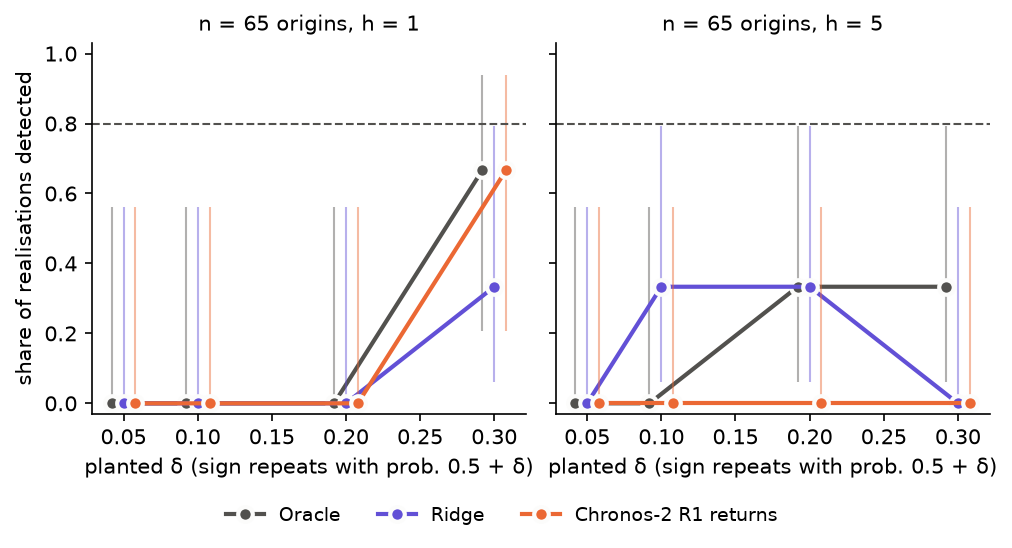 n = 65 origins, h = 1
n = 65 origins, h = 5
share of realisations detected
1.0
0.8
0.6
0.4
0.2
0.0
0.05 0.10 0.15 0.20 0.25 0.30
0.05 0.10 0.15 0.20 0.25 0.30
planted δ (sign repeats with prob. 0.5 + δ)
planted δ (sign repeats with prob. 0.5 + δ)
Oracle
Ridge
Chronos-2 R1 returns